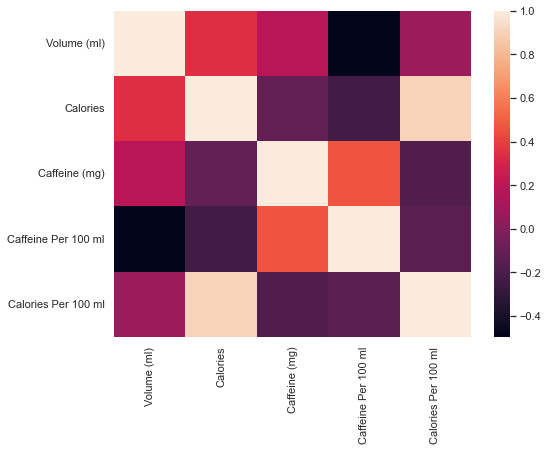 Volume (ml)
Calories
Caffeine (mg)
Caffeine Per 100 ml
Calories Per 100 ml
Volume (ml)
Calories
Caffeine (mg)
Caffeine Per 100 ml
Calories Per 100 ml
1.0
0.8
0.6
0.4
0.2
0.0
−0.2
−0.4